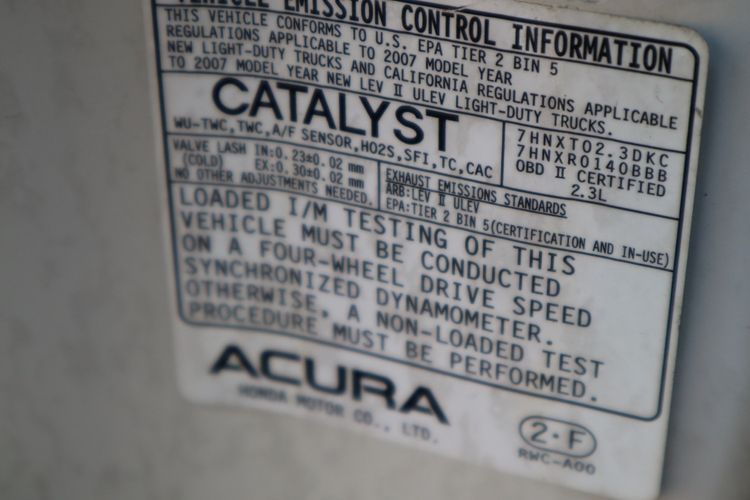 VEHICLE EMISSION CONTROL INFORMATION
THIS VEHICLE CONFORMS TO U.S. EPA TIER 2 BIN 5
REGULATIONS APPLICABLE TO 2007 MODEL YEAR
NEW LIGHT-DUTY TRUCKS AND CALIFORNIA REGULATIONS APPLICABLE
TO 2007 MODEL YEAR NEW LEV II ULEV LIGHT-DUTY TRUCKS.
CATALYST
WU-TWC,TWC,A/F SENSOR,HO2S,SFI,TC,CAC
7HNXT02.3DKC
7HNXR0140BBB
OBD II CERTIFIED
2.3L
VALVE LASH IN:0.23±0.02 mm
(COLD) EX:0.30±0.02 mm
NO OTHER ADJUSTMENTS NEEDED.
EXHAUST EMISSIONS STANDARDS
ARB:LEV II ULEV
EPA:TIER 2 BIN 5(CERTIFICATION AND IN-USE)
LOADED I/M TESTING OF THIS
VEHICLE MUST BE CONDUCTED
ON A FOUR-WHEEL DRIVE SPEED
SYNCHRONIZED DYNAMOMETER.
OTHERWISE, A NON-LOADED TEST
PROCEDURE MUST BE PERFORMED.
ACURA
HONDA MOTOR CO., LTD.
2·F
RWC-A00